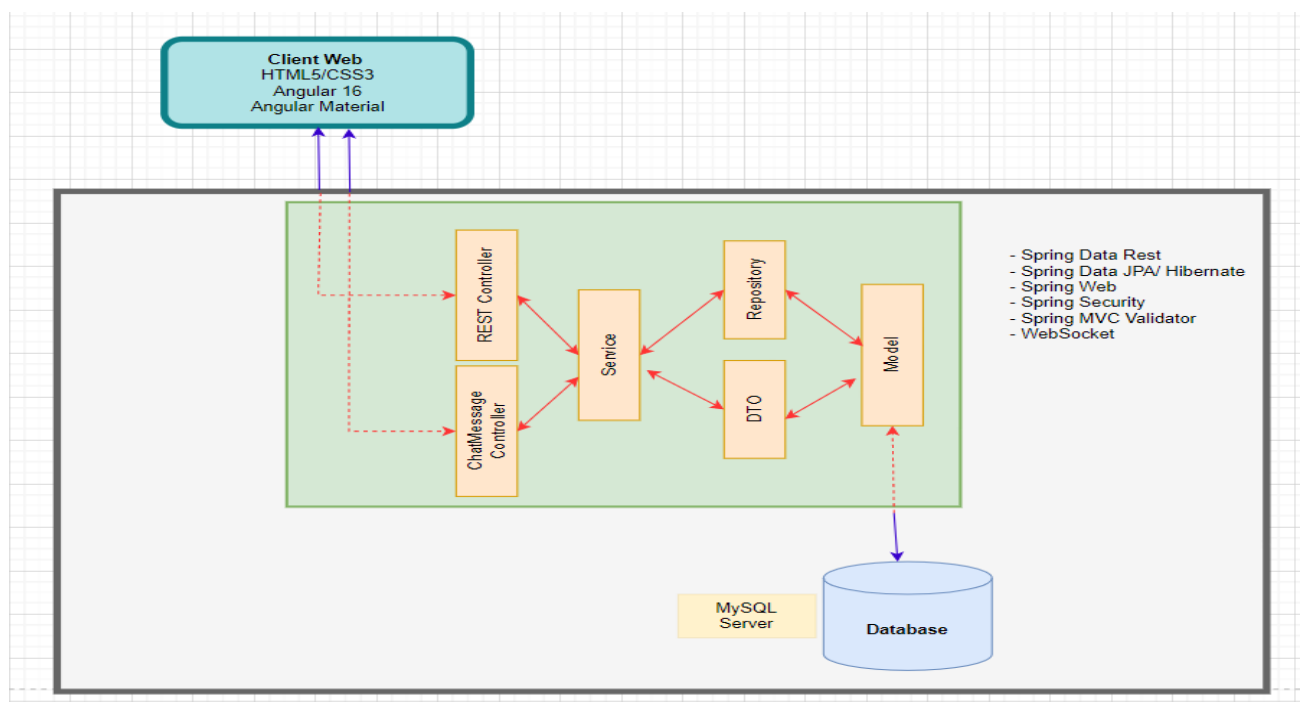 Client Web
HTML5/CSS3
Angular 16
Angular Material
REST Controller
ChatMessage
Controller
Service
Repository
DTO
Model
- Spring Data Rest
- Spring Data JPA/ Hibernate
- Spring Web
- Spring Security
- Spring MVC Validator
- WebSocket
MySQL
Server
Database